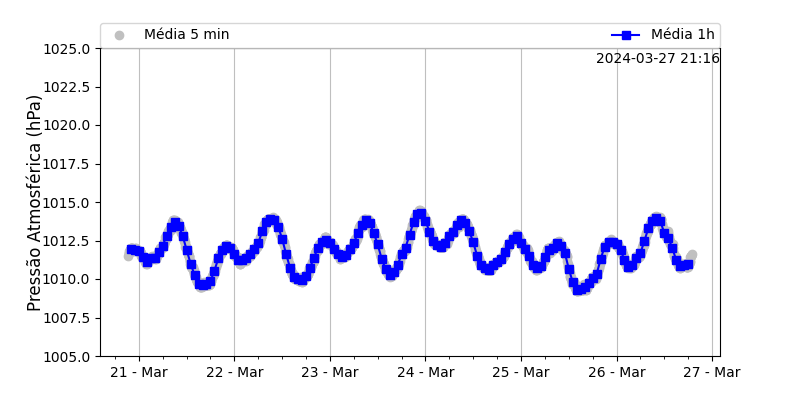 Média 5 min
Média 1h
2024-03-27 21:16
Pressão Atmosférica (hPa)
1025.0
1022.5
1020.0
1017.5
1015.0
1012.5
1010.0
1007.5
1005.0
21 - Mar
22 - Mar
23 - Mar
24 - Mar
25 - Mar
26 - Mar
27 - Mar